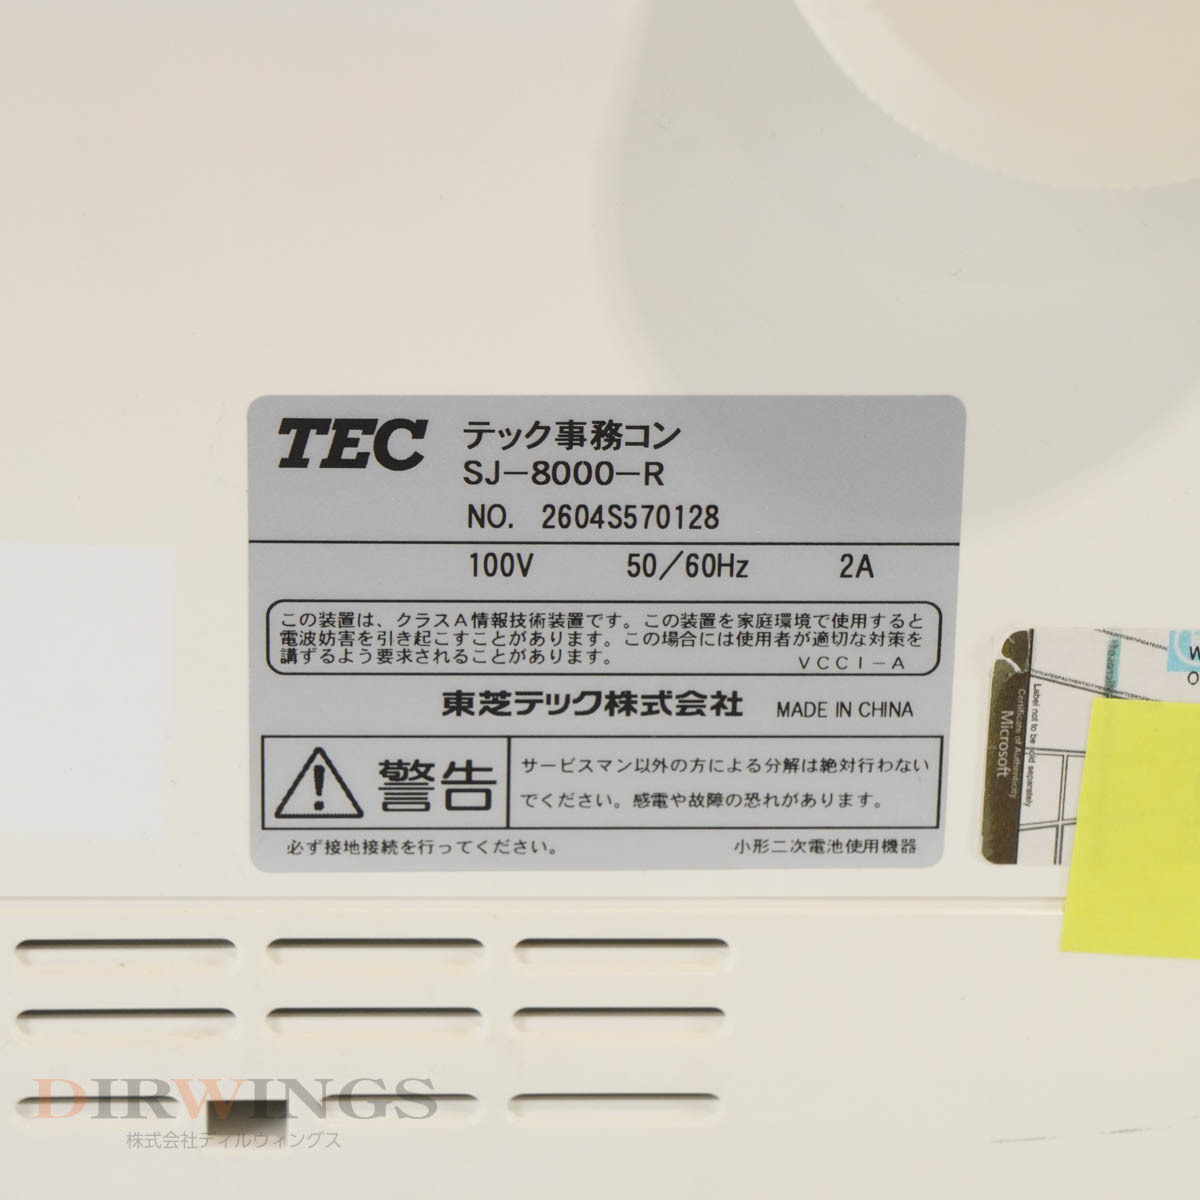 TEC
テック事務コン
SJ-8000-R
NO. 2604S570128
100V 50/60Hz 2A
この装置は、クラスA情報技術装置です。この装置を家庭環境で使用すると
電波妨害を引き起こすことがあります。この場合には使用者が適切な対策を
講ずるよう要求されることがあります。 VCCI-A
東芝テック株式会社 MADE IN CHINA
警告
サービスマン以外の方による分解は絶対行わない
でください。感電や故障の恐れがあります。
必ず接地接続を行ってください。 小形二次電池使用機器
Label not to be sold separately
Certificate of Authenticity
Microsoft
DIRWINGS
株式会社ディルウィングス